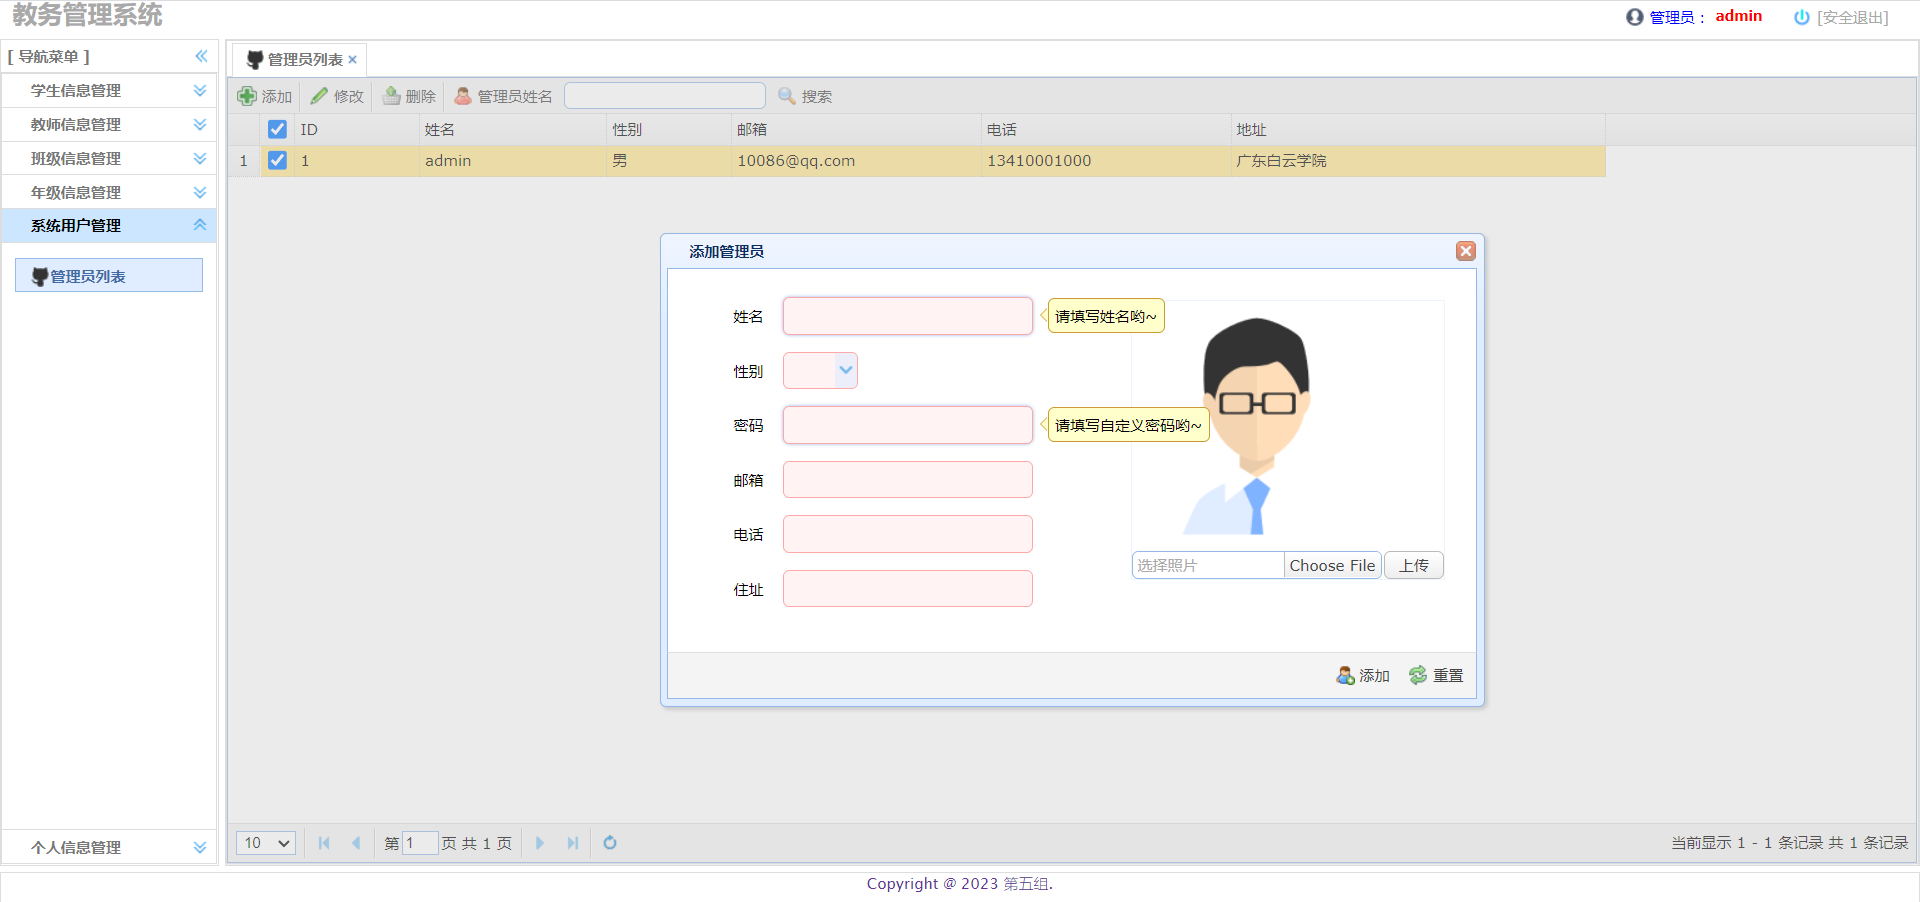 教务管理系统
管理员： admin [安全退出]
[ 导航菜单 ]
学生信息管理
教师信息管理
班级信息管理
年级信息管理
系统用户管理
管理员列表
个人信息管理
管理员列表
添加 修改 删除 管理员姓名 搜索
ID 姓名 性别 邮箱 电话 地址
1 1 admin 男 10086@qq.com 13410001000 广东白云学院
添加管理员
姓名 请填写姓名哟~
性别
密码 请填写自定义密码哟~
邮箱
电话
住址
选择照片 Choose File 上传
添加 重置
10 第 1 页 共 1 页
当前显示 1 - 1 条记录 共 1 条记录
Copyright @ 2023 第五组.